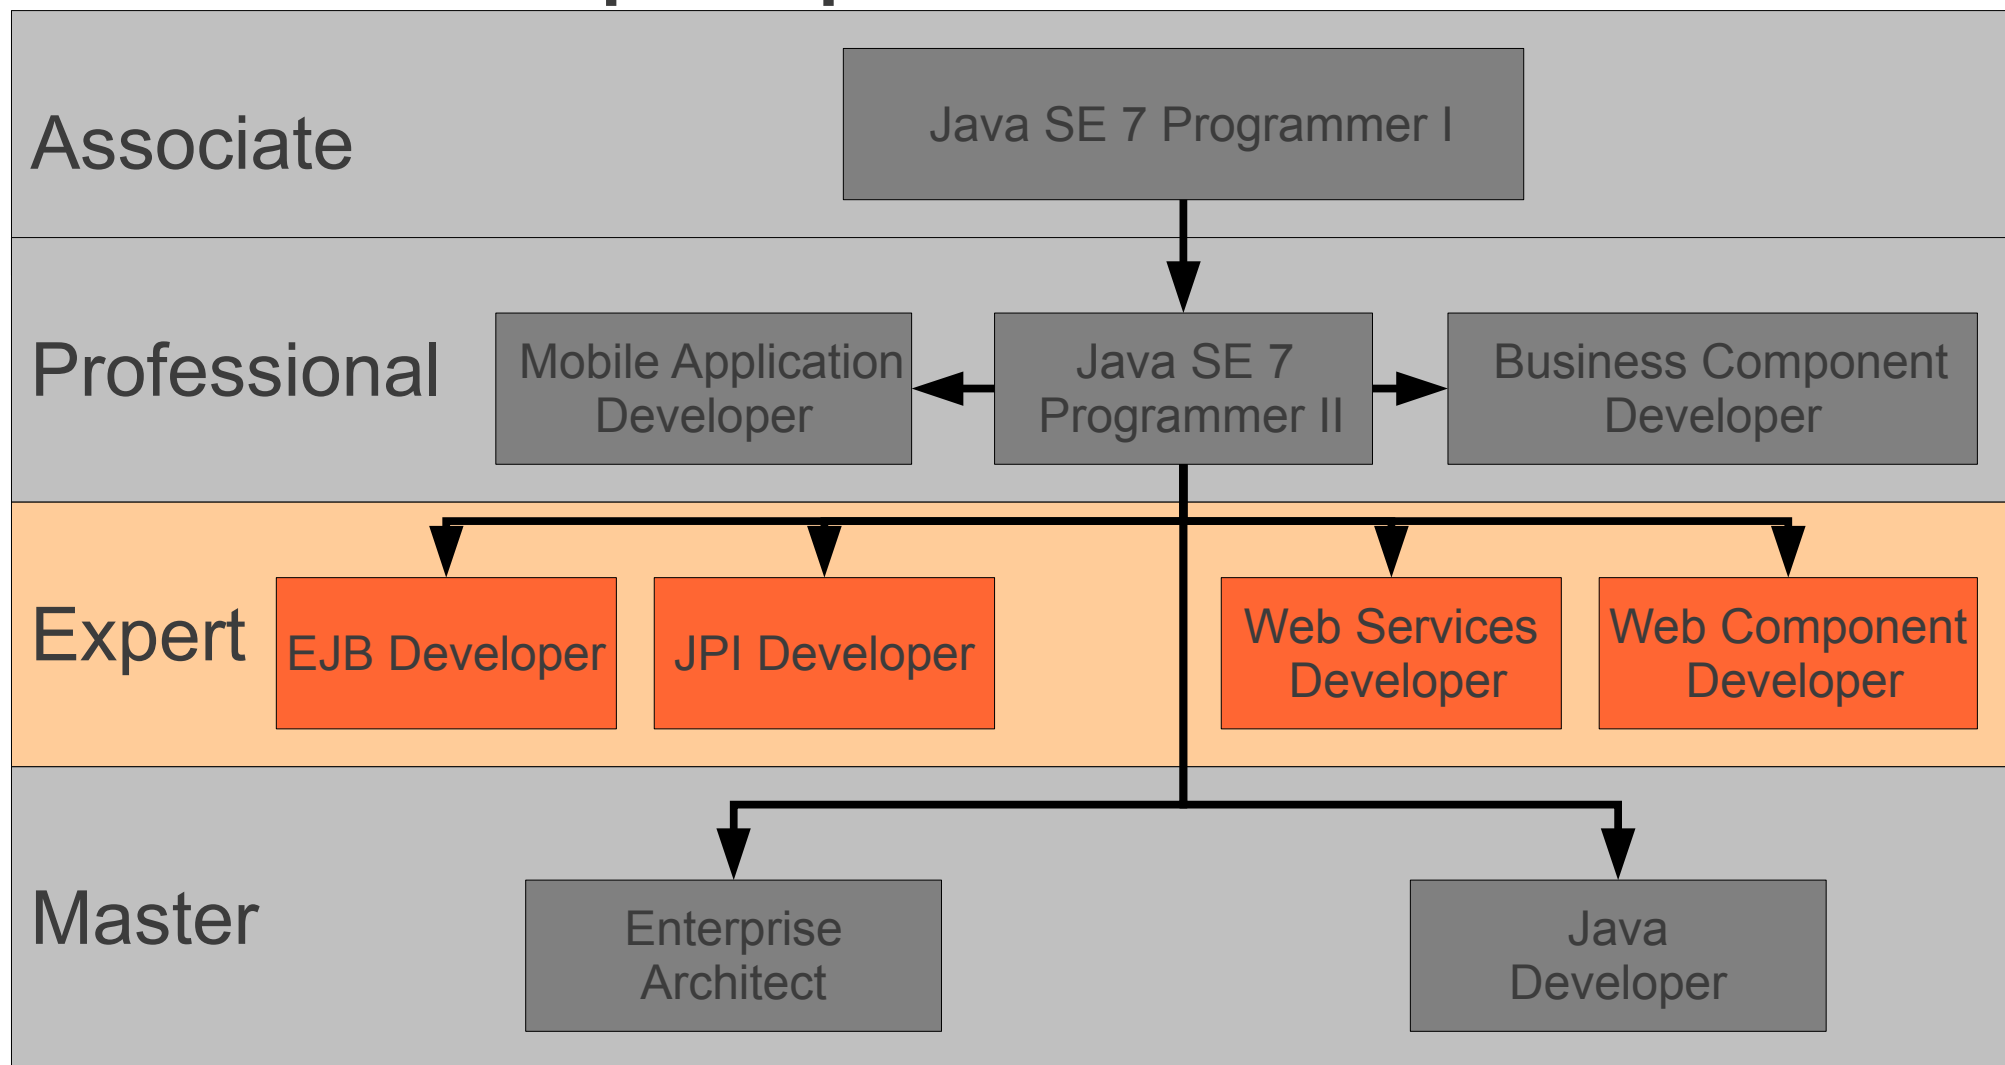 Associate
Java SE 7 Programmer I
Professional
Mobile Application
Developer
Java SE 7
Programmer II
Business Component
Developer
Expert
EJB Developer
JPI Developer
Web Services
Developer
Web Component
Developer
Master
Enterprise
Architect
Java
Developer